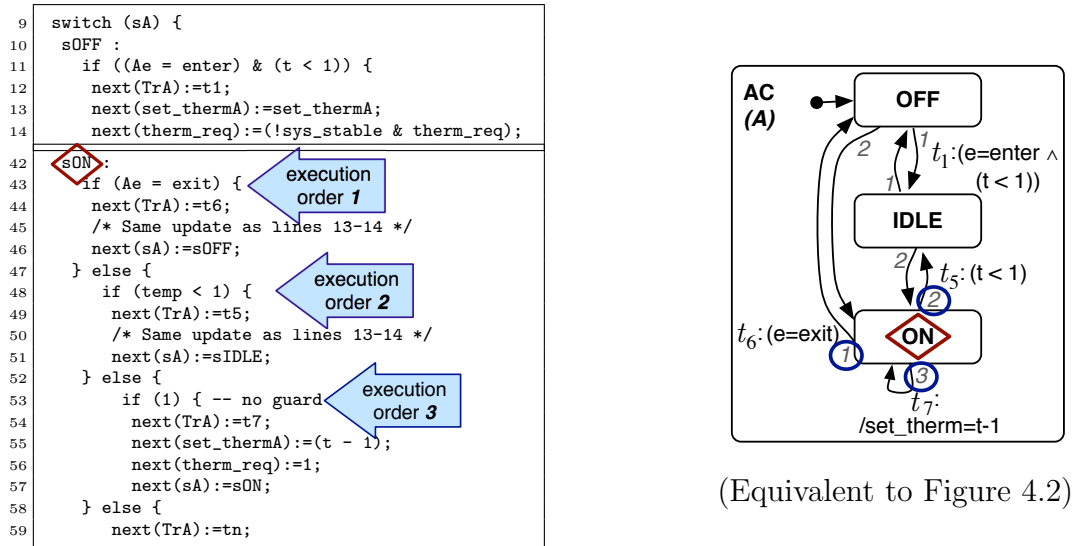 9 switch (sA) {
10 sOFF :
11 if ((Ae = enter) & (t < 1)) {
12 next(TrA):=t1;
13 next(set_thermA):=set_thermA;
14 next(therm_req):=(!sys_stable & therm_req);
42 sON :
43 if (Ae = exit) {
44 next(TrA):=t6;
45 /* Same update as lines 13-14 */
46 next(sA):=sOFF;
47 } else {
48 if (temp < 1) {
49 next(TrA):=t5;
50 /* Same update as lines 13-14 */
51 next(sA):=sIDLE;
52 } else {
53 if (1) { -- no guard
54 next(TrA):=t7;
55 next(set_thermA):=(t - 1);
56 next(therm_req):=1;
57 next(sA):=sON;
58 } else {
59 next(TrA):=tn;
execution
order 1
execution
order 2
execution
order 3
AC
(A)
OFF
2
1
t1:(e=enter ∧
(t < 1))
1
IDLE
2
t5: (t < 1)
2
ON
t6:(e=exit)
1
3
t7:
/set_therm=t-1
(Equivalent to Figure 4.2)